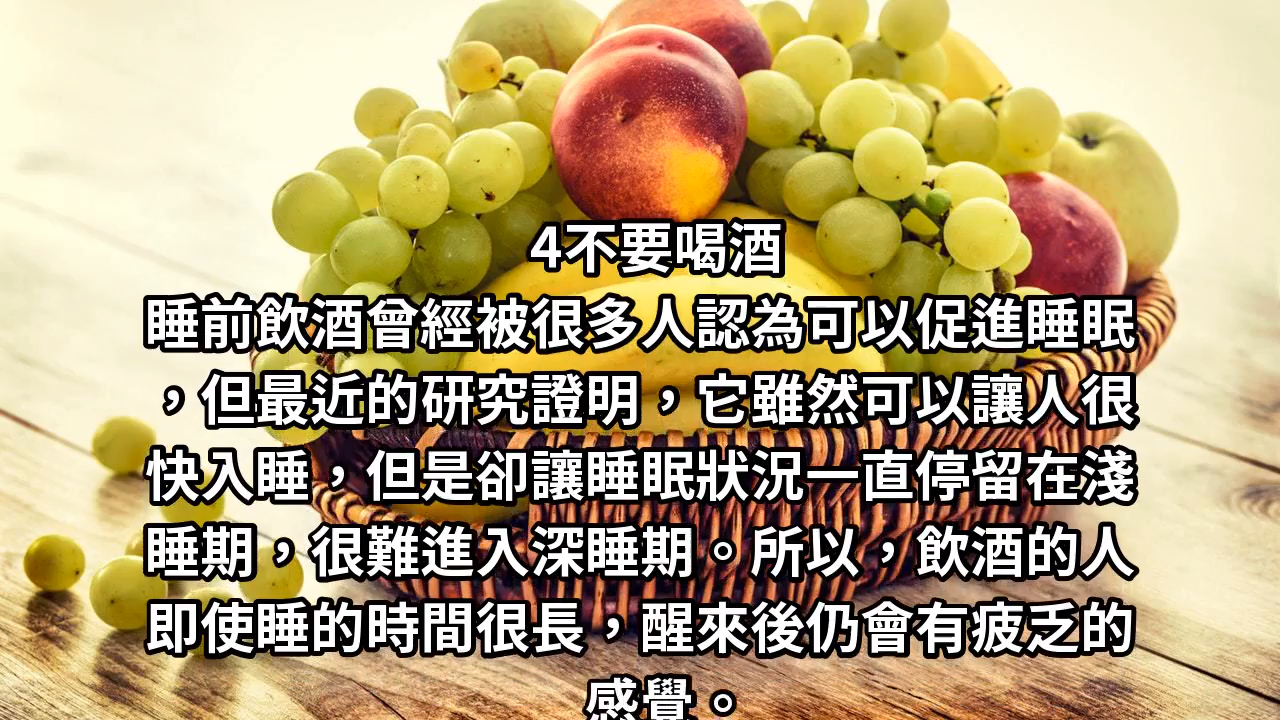 4不要喝酒
睡前飲酒曾經被很多人認為可以促進睡眠
，但最近的研究證明，它雖然可以讓人很
快入睡，但是卻讓睡眠狀況一直停留在淺
睡期，很難進入深睡期。所以，飲酒的人
即使睡的時間很長，醒來後仍會有疲乏的
感覺。